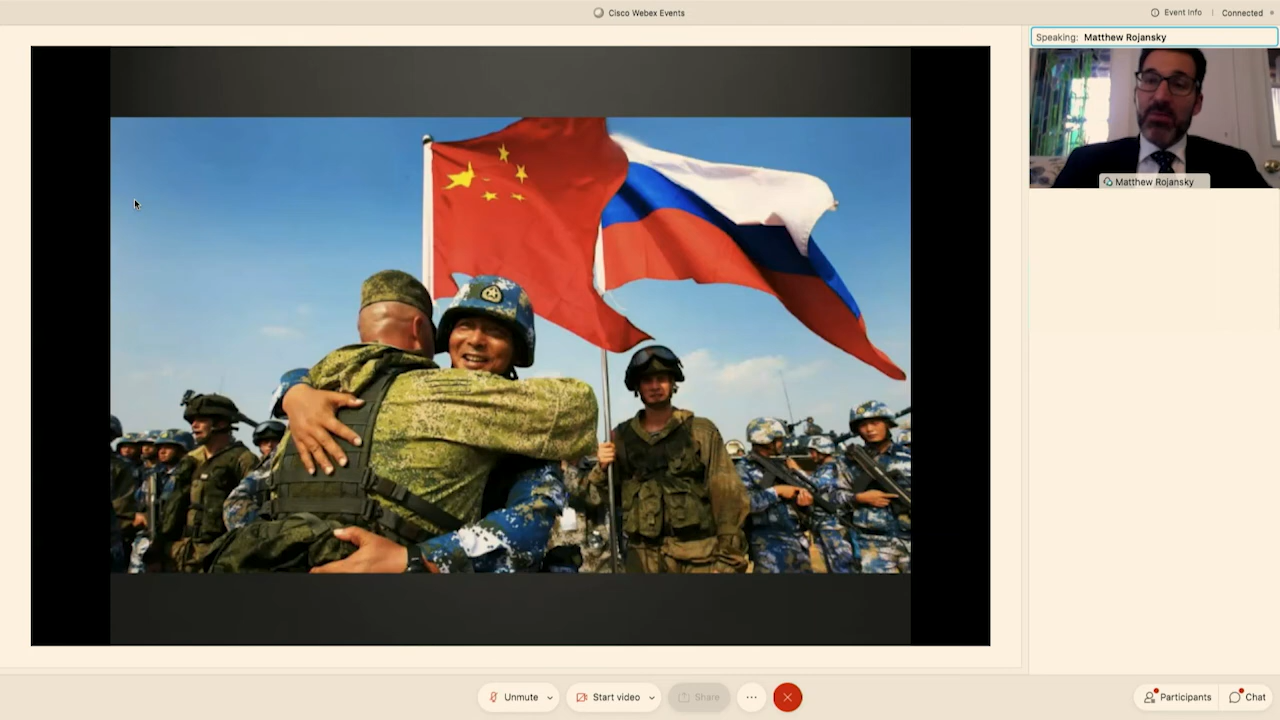 Cisco Webex Events
Event Info
Connected
Speaking: Matthew Rojansky
Matthew Rojansky
Unmute
Start video
Share
Participants
Chat